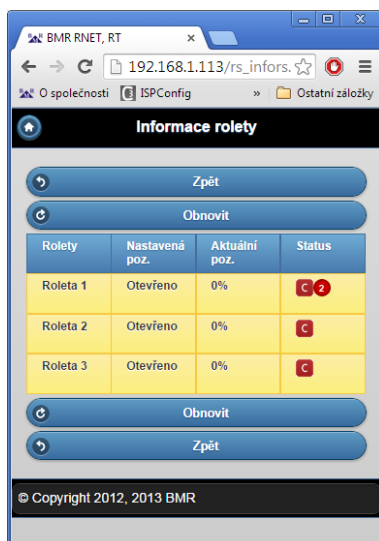 BMR RNET, RT
192.168.1.113/rs_infors.
O společnosti ISPConfig » Ostatní záložky
Informace rolety
Zpět
Obnovit
Rolety Nastavená poz. Aktuální poz. Status
Roleta 1 Otevřeno 0% C 2
Roleta 2 Otevřeno 0% C
Roleta 3 Otevřeno 0% C
Obnovit
Zpět
© Copyright 2012, 2013 BMR